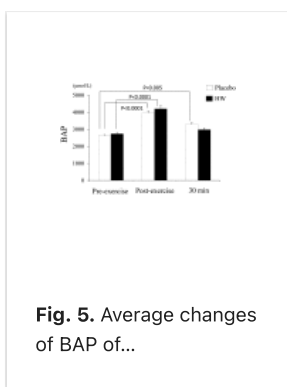 (μmol/L)
P<0.005
Placebo
HW
5000
P<0.0001
4000
P<0.0001
3000
BAP
2000
1000
0
Pre-exercise Post-exercise 30 min
Fig. 5. Average changes
of BAP of...